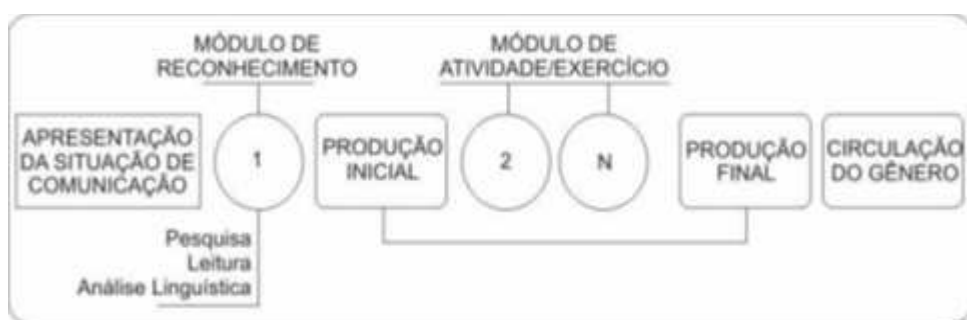 MÓDULO DE
RECONHECIMENTO
MÓDULO DE
ATIVIDADE/EXERCÍCIO
APRESENTAÇÃO
DA SITUAÇÃO DE
COMUNICAÇÃO
1
PRODUÇÃO
INICIAL
2
N
PRODUÇÃO
FINAL
CIRCULAÇÃO
DO GÊNERO
Pesquisa
Leitura
Análise Linguística